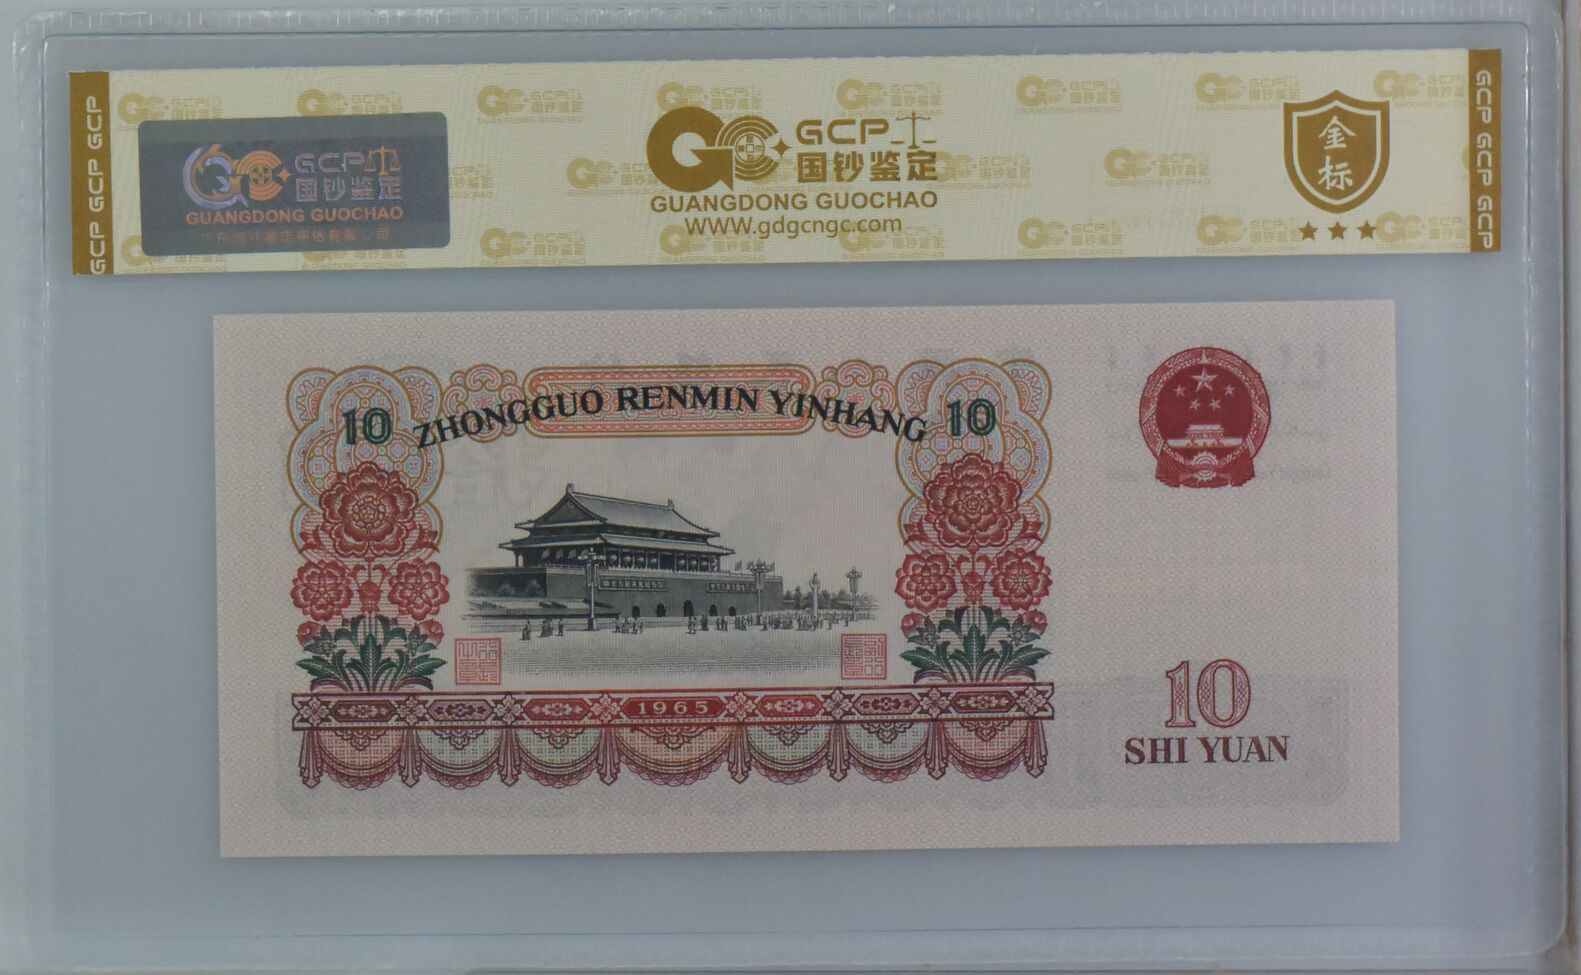 GCP GCP GCP
GCP
国钞鉴定
GUANGDONG GUOCHAO
GCP
国钞鉴定
GUANGDONG GUOCHAO
WWW.gdgcngc.com
金标
GCP GCP GCP
10 ZHONGGUO RENMIN YINHANG 10
1965
10
SHI YUAN